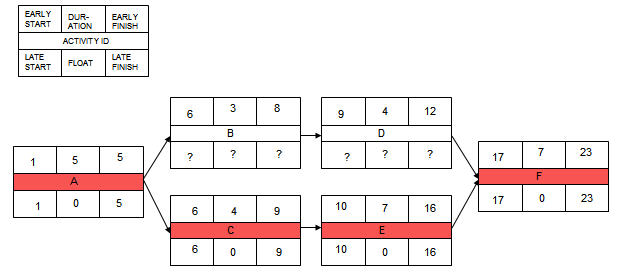 EARLY START DUR-ATION EARLY FINISH
ACTIVITY ID
LATE START FLOAT LATE FINISH
6 3 8
B
? ? ?
9 4 12
D
? ? ?
1 5 5
A
1 0 5
17 7 23
F
17 0 23
6 4 9
C
6 0 9
10 7 16
E
10 0 16